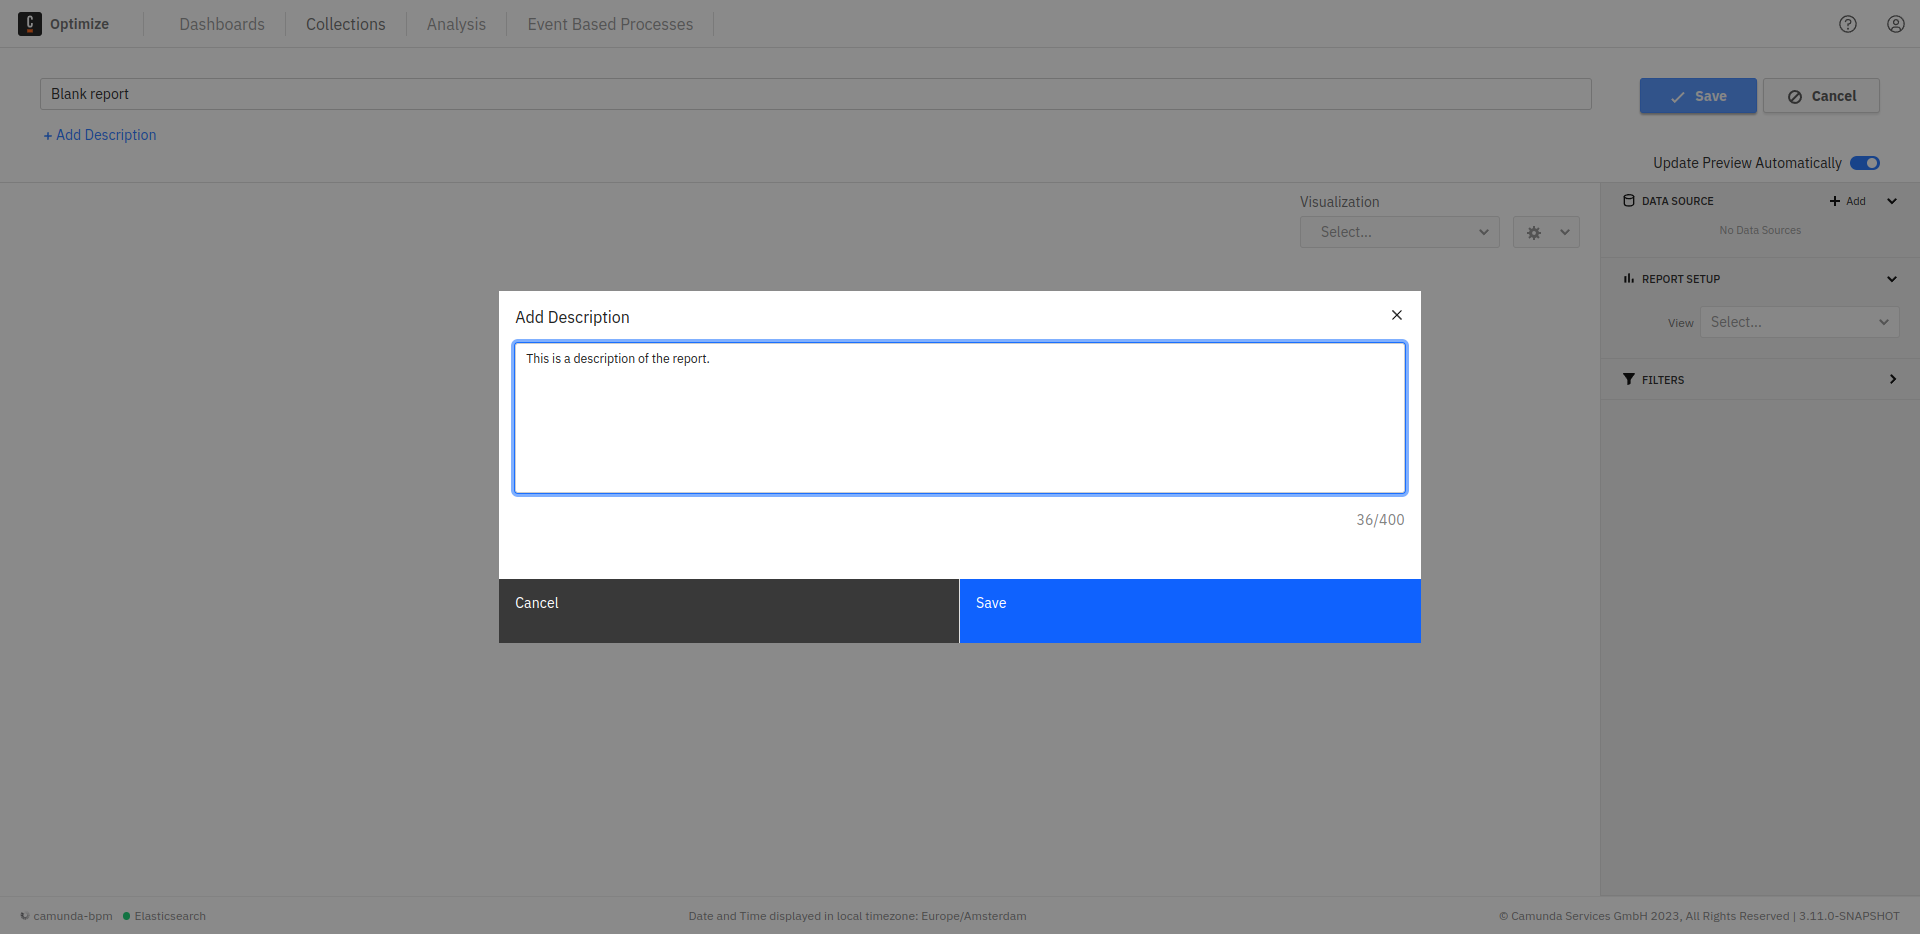 Optimize
Dashboards
Collections
Analysis
Event Based Processes
Blank report
Save
Cancel
+ Add Description
Update Preview Automatically
Visualization
Select...
DATA SOURCE
+ Add
No Data Sources
REPORT SETUP
View
Select...
FILTERS
Add Description
This is a description of the report.
36/400
Cancel
Save
camunda-bpm
Elasticsearch
Date and Time displayed in local timezone: Europe/Amsterdam
© Camunda Services GmbH 2023, All Rights Reserved | 3.11.0-SNAPSHOT